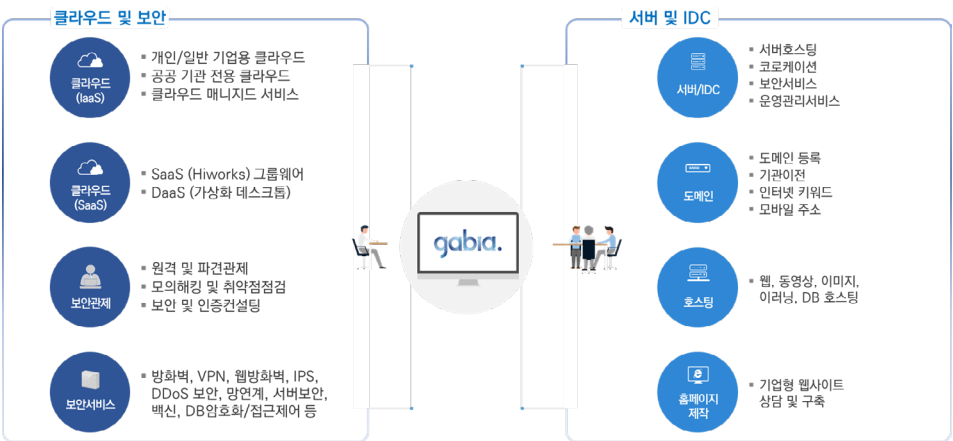 클라우드 및 보안
클라우드
(IaaS)
▪ 개인/일반 기업용 클라우드
▪ 공공 기관 전용 클라우드
▪ 클라우드 매니지드 서비스
클라우드
(SaaS)
▪ SaaS (Hiworks) 그룹웨어
▪ DaaS (가상화 데스크톱)
보안관제
▪ 원격 및 파견관제
▪ 모의해킹 및 취약점점검
▪ 보안 및 인증컨설팅
보안서비스
▪ 방화벽, VPN, 웹방화벽, IPS,
DDoS 보안, 망연계, 서버보안,
백신, DB암호화/접근제어 등
gabia.
서버 및 IDC
서버/IDC
▪ 서버호스팅
▪ 코로케이션
▪ 보안서비스
▪ 운영관리서비스
도메인
▪ 도메인 등록
▪ 기관이전
▪ 인터넷 키워드
▪ 모바일 주소
호스팅
▪ 웹, 동영상, 이미지,
이러닝, DB 호스팅
홈페이지
제작
▪ 기업형 웹사이트
상담 및 구축